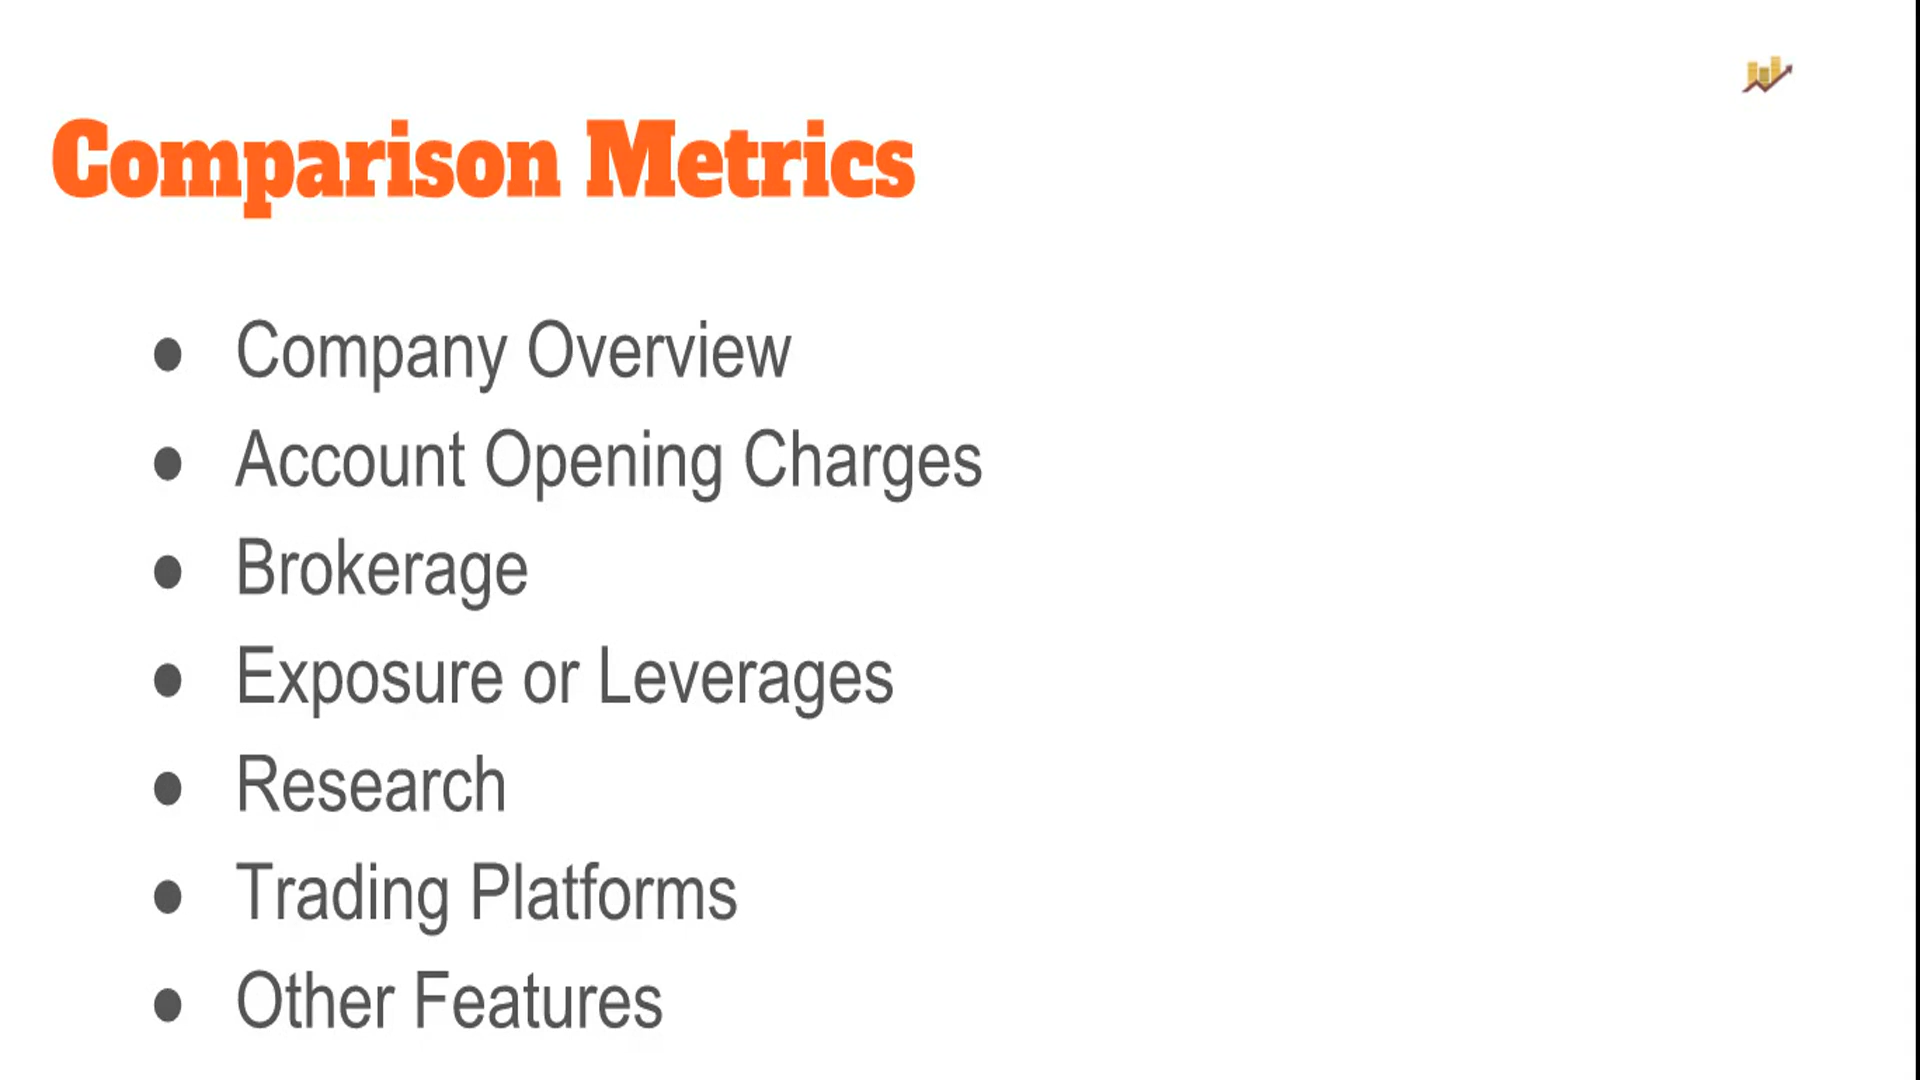 Comparison Metrics
● Company Overview
● Account Opening Charges
● Brokerage
● Exposure or Leverages
● Research
● Trading Platforms
● Other Features